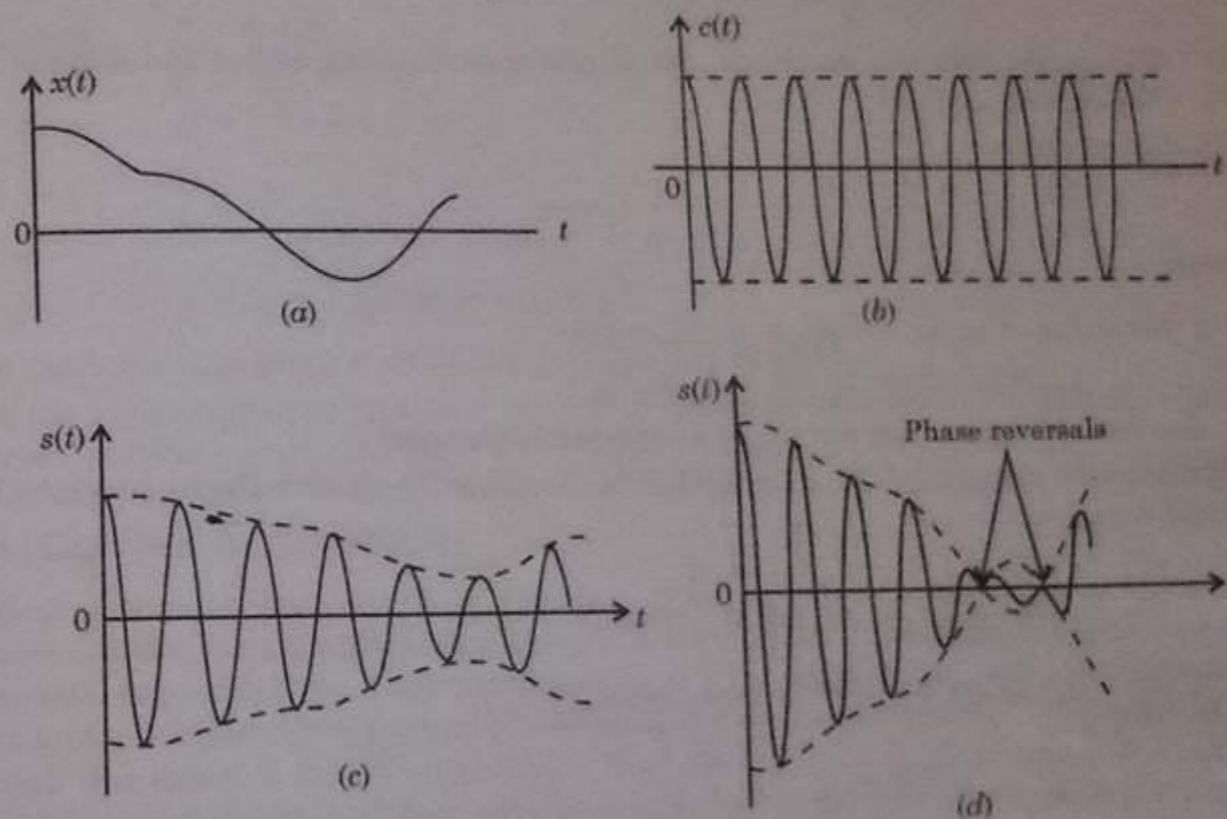 x(t)
0
t
(a)
c(t)
0
t
(b)
s(t)
0
t
(c)
s(t)
Phase reversals
0
(d)